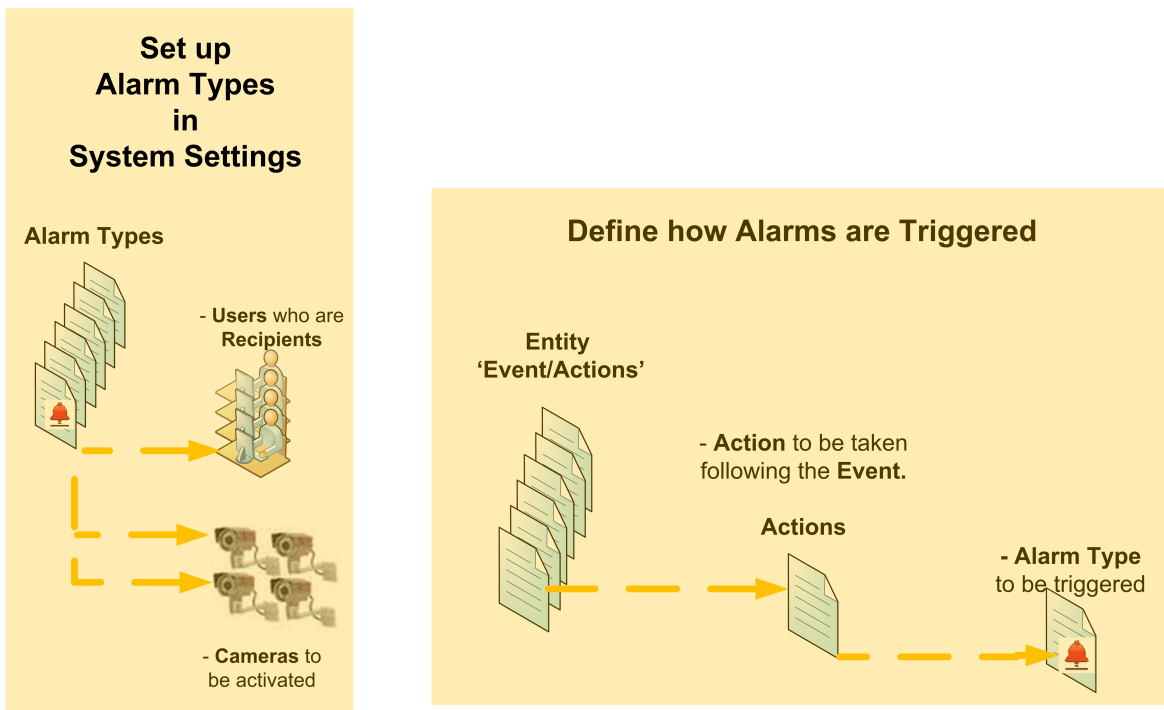 Set up
Alarm Types
in
System Settings
Alarm Types
- Users who are
Recipients
- Cameras to
be activated
Define how Alarms are Triggered
Entity
‘Event/Actions’
- Action to be taken
following the Event.
Actions
- Alarm Type
to be triggered